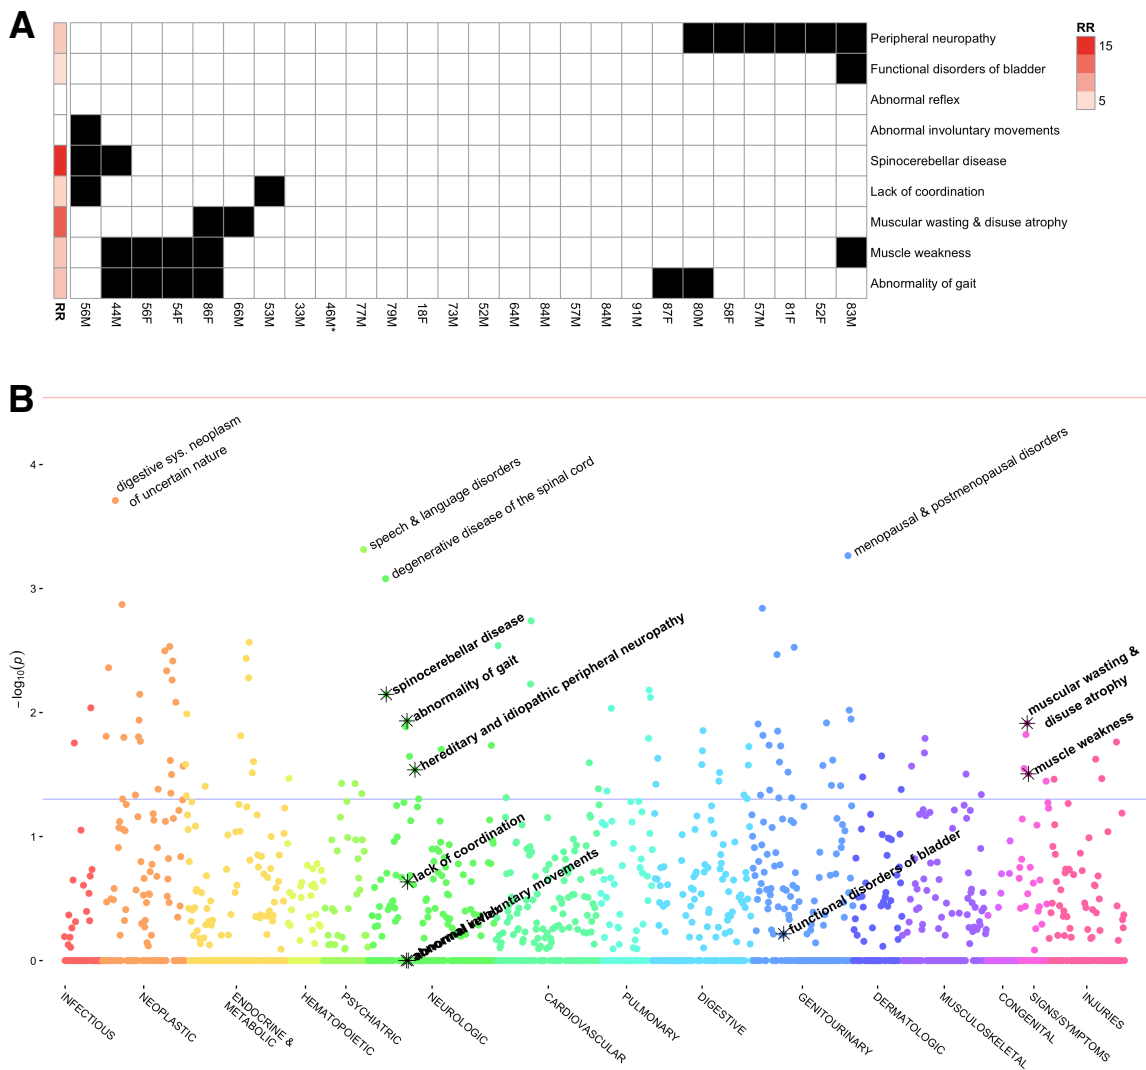 A
RR
15
5
Peripheral neuropathy
Functional disorders of bladder
Abnormal reflex
Abnormal involuntary movements
Spinocerebellar disease
Lack of coordination
Muscular wasting & disuse atrophy
Muscle weakness
Abnormality of gait
RR
56M
44M
56F
54F
86F
66M
53M
33M
46M*
77M
79M
18F
73M
52M
64M
84M
57M
84M
91M
87F
80M
58F
57M
81F
52F
83M
B
−log10(p)
4
3
2
1
0
digestive sys. neoplasm
of uncertain nature
speech & language disorders
degenerative disease of the spinal cord
menopausal & postmenopausal disorders
spinocerebellar disease
abnormality of gait
hereditary and idiopathic peripheral neuropathy
muscular wasting &
disuse atrophy
muscle weakness
lack of coordination
abnormal involuntary movements
abnormal reflex
functional disorders of bladder
INFECTIOUS
NEOPLASTIC
ENDOCRINE &
METABOLIC
HEMATOPOIETIC
PSYCHIATRIC
NEUROLOGIC
CARDIOVASCULAR
PULMONARY
DIGESTIVE
GENITOURINARY
DERMATOLOGIC
MUSCULOSKELETAL
CONGENITAL
SIGNS/SYMPTOMS
INJURIES